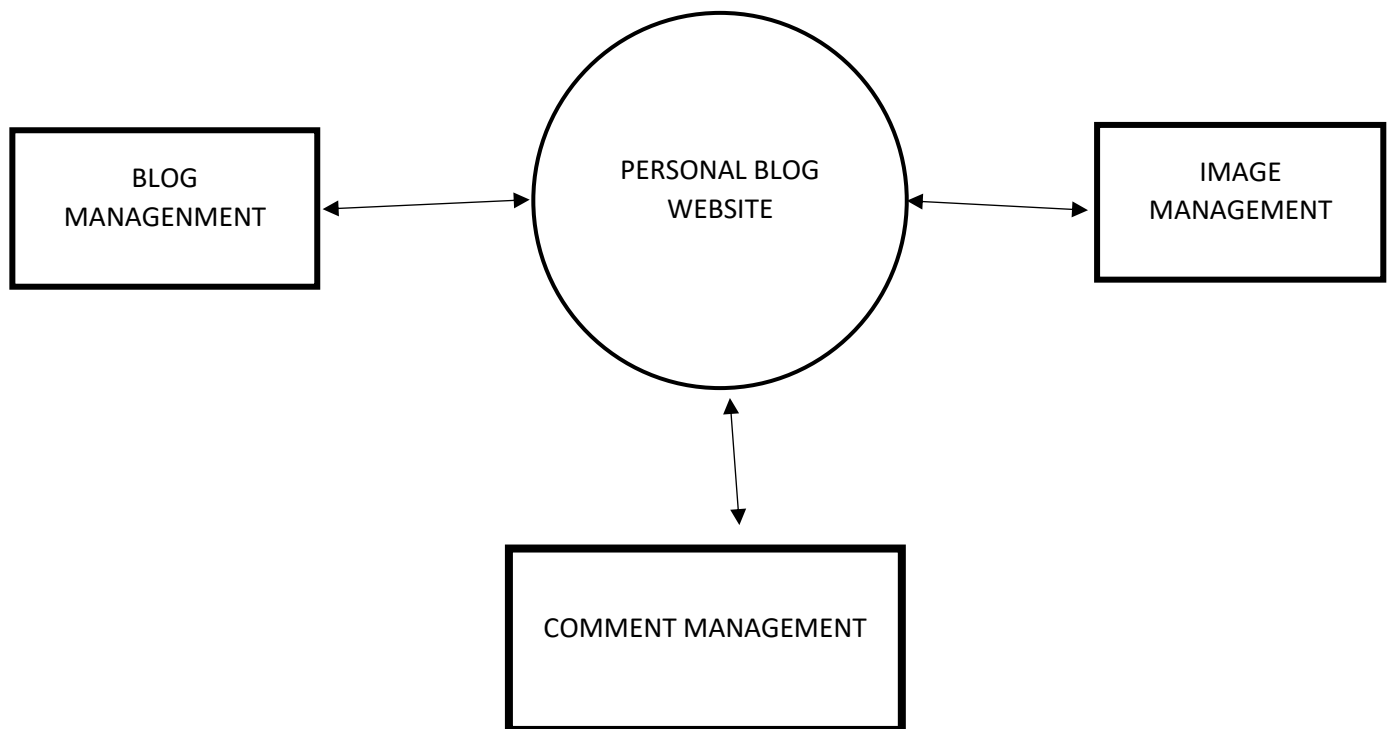 PERSONAL BLOG
WEBSITE
BLOG
MANAGENMENT
IMAGE
MANAGEMENT
COMMENT MANAGEMENT